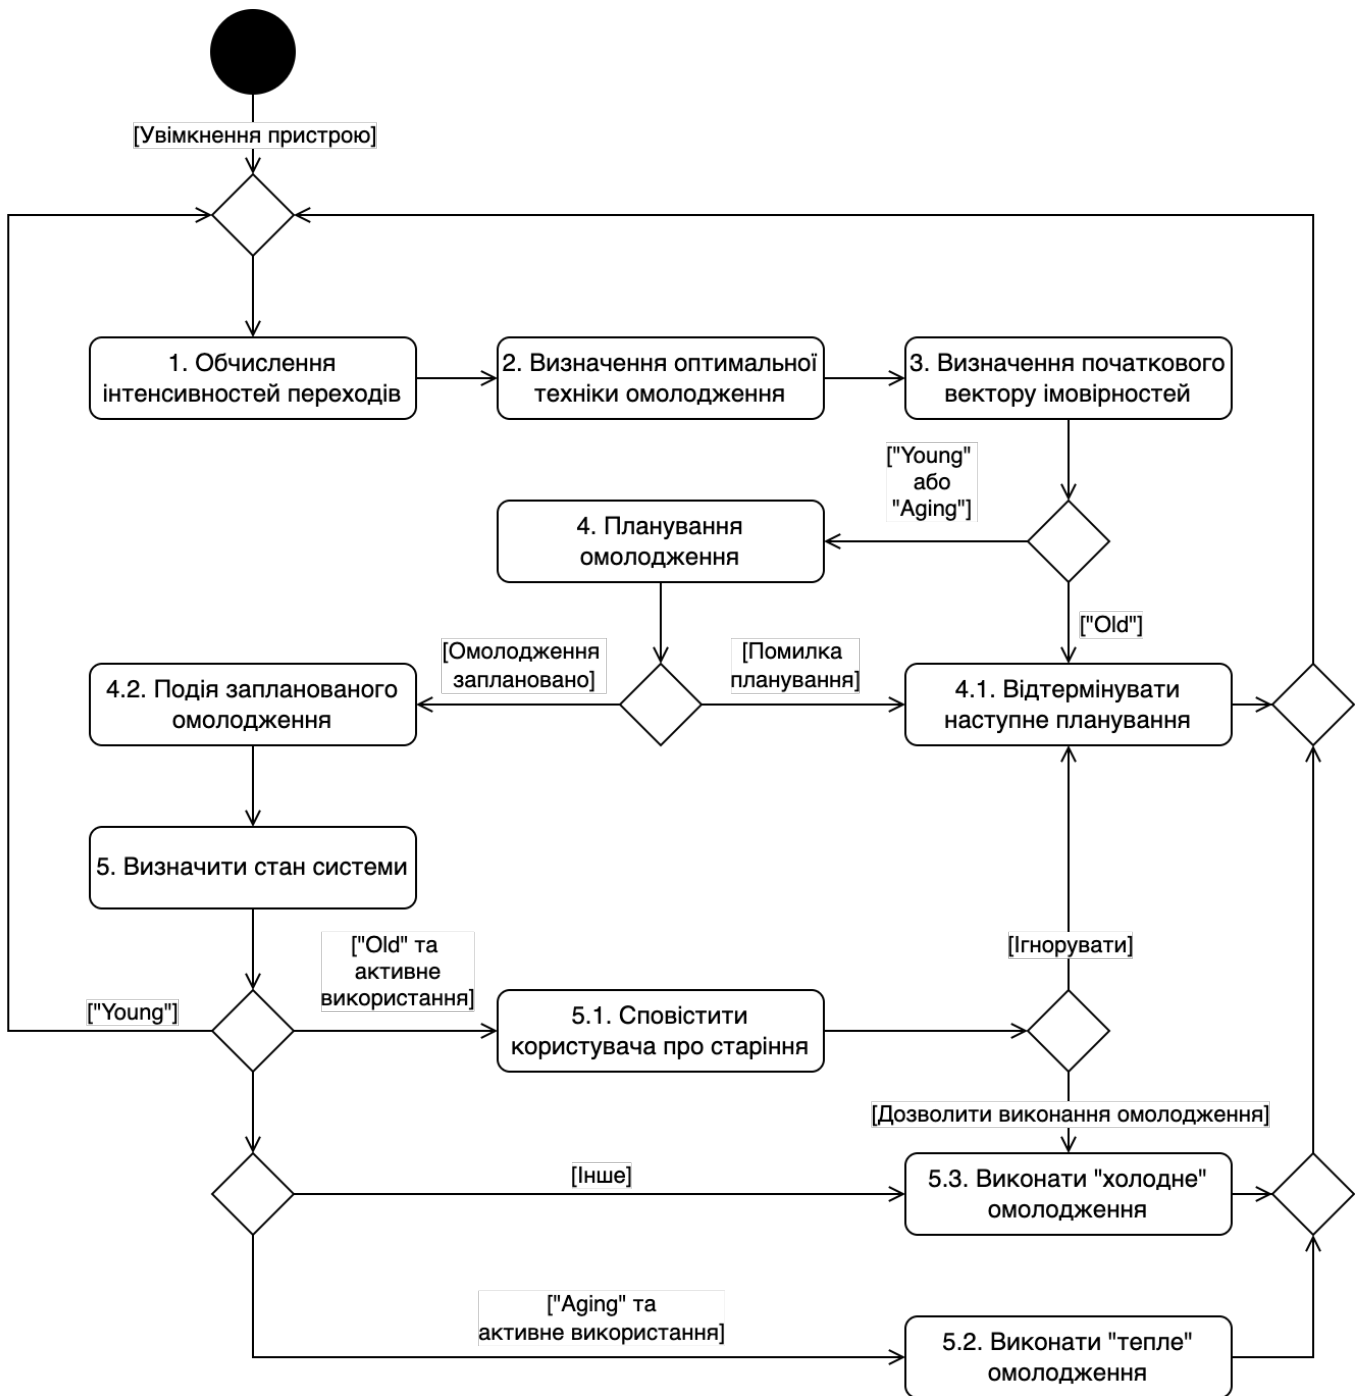 [Увімкнення пристрою]
1. Обчислення
інтенсивностей переходів
2. Визначення оптимальної
техніки омолодження
3. Визначення початкового
вектору імовірностей
["Young"
або
"Aging"]
4. Планування
омолодження
["Old"]
[Омолодження
заплановано]
[Помилка
планування]
4.2. Подія запланованого
омолодження
4.1. Відтермінувати
наступне планування
5. Визначити стан системи
["Old" та
активне
використання]
[Ігнорувати]
["Young"]
5.1. Сповістити
користувача про старіння
[Дозволити виконання омолодження]
[Інше]
5.3. Виконати "холодне"
омолодження
["Aging" та
активне використання]
5.2. Виконати "тепле"
омолодження